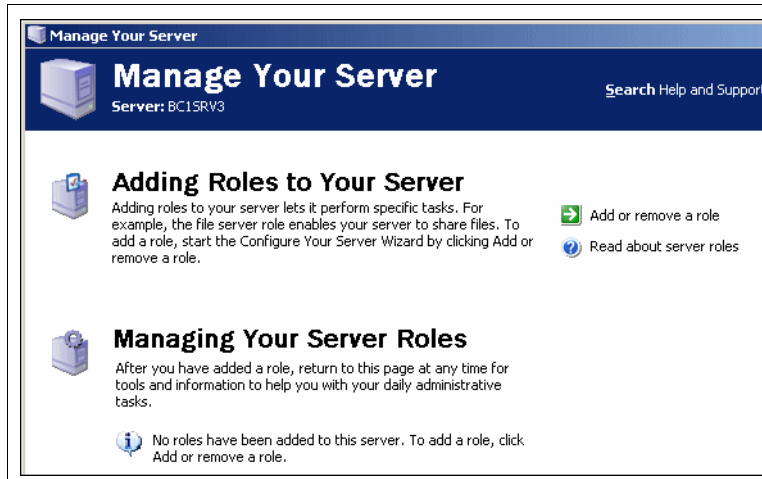 Manage Your Server
Manage Your Server
Server: BC1SRV3
Search Help and Support
Adding Roles to Your Server
Adding roles to your server lets it perform specific tasks. For
example, the file server role enables your server to share files. To
add a role, start the Configure Your Server Wizard by clicking Add or
remove a role.
Add or remove a role
Read about server roles
Managing Your Server Roles
After you have added a role, return to this page at any time for
tools and information to help you with your daily administrative
tasks.
No roles have been added to this server. To add a role, click
Add or remove a role.